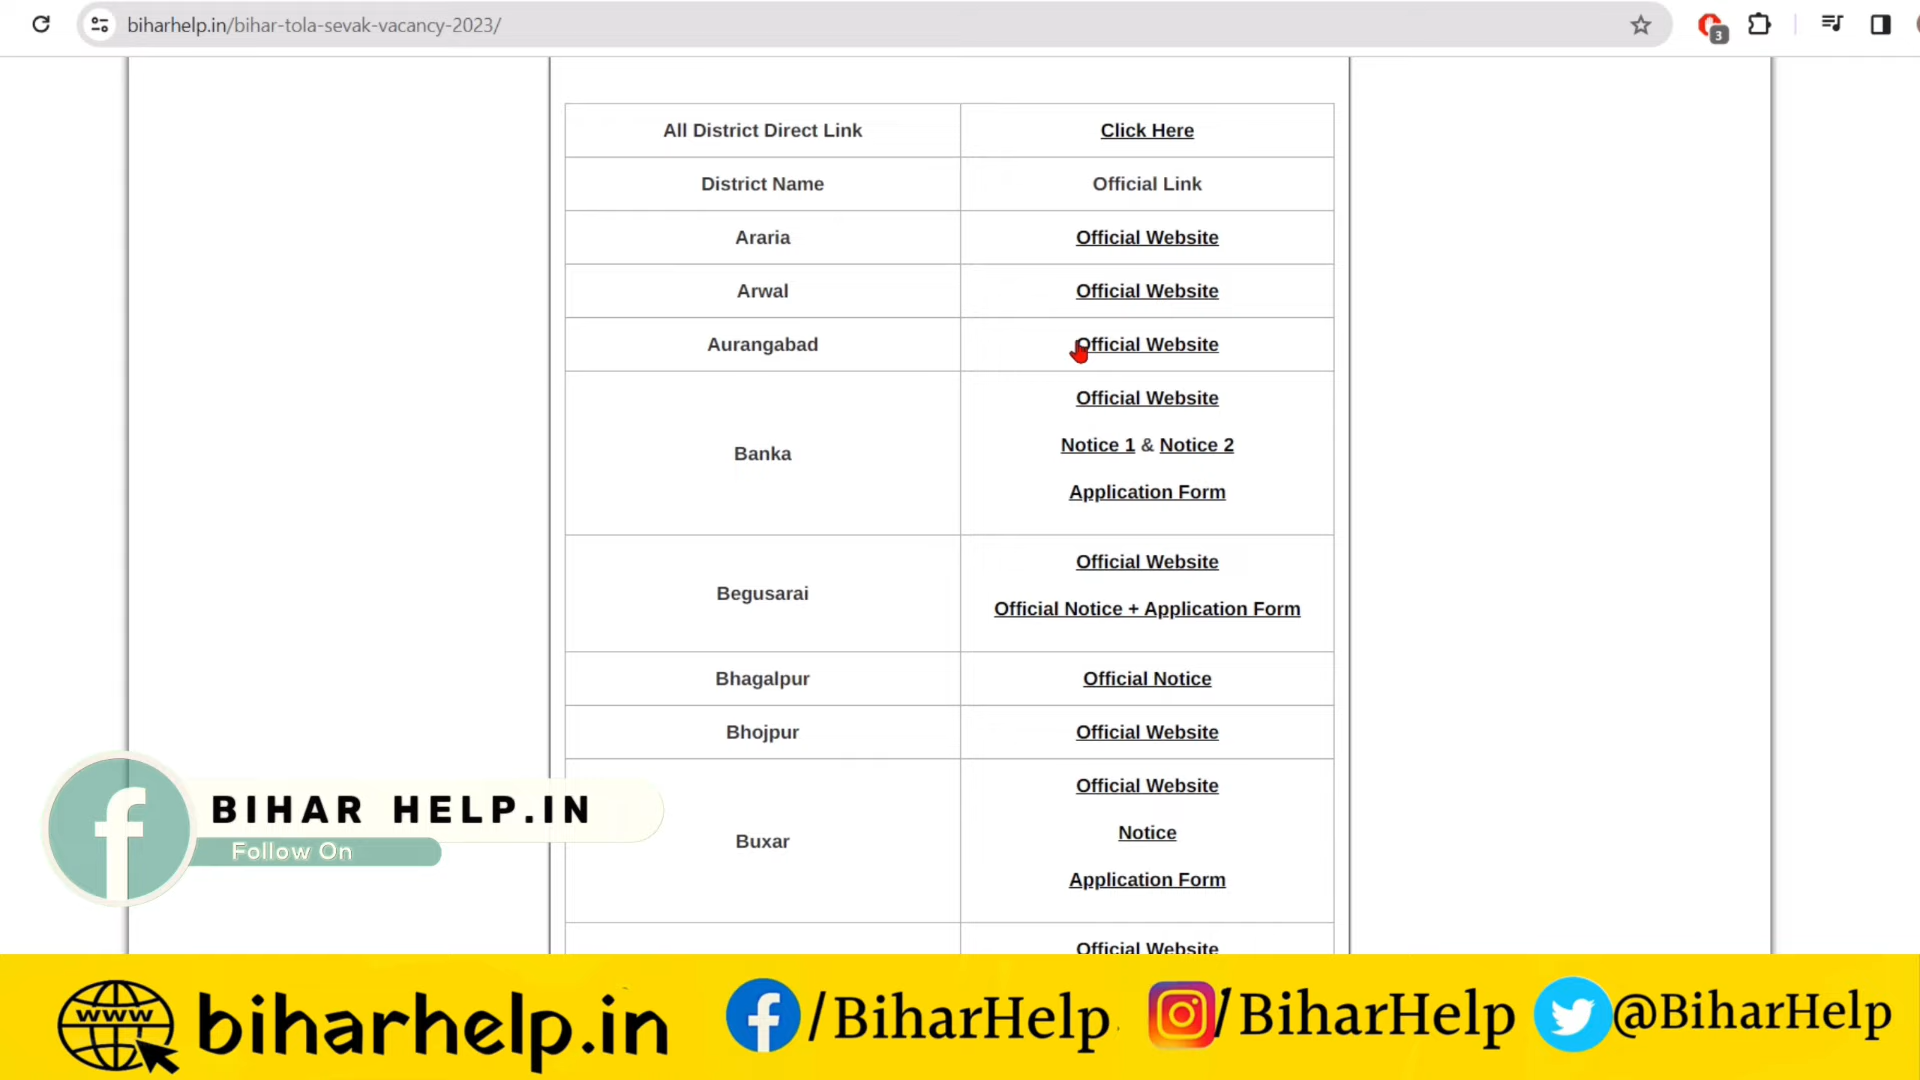 biharhelp.in/bihar-tola-sevak-vacancy-2023/
3
All District Direct Link Click Here
District Name Official Link
Araria Official Website
Arwal Official Website
Aurangabad Official Website
Banka
Official Website
Notice 1 & Notice 2
Application Form
Begusarai
Official Website
Official Notice + Application Form
Bhagalpur Official Notice
Bhojpur Official Website
Buxar
Official Website
Notice
Application Form
Official Website
BIHAR HELP.IN
Follow On
www biharhelp.in /BiharHelp /BiharHelp @BiharHelp